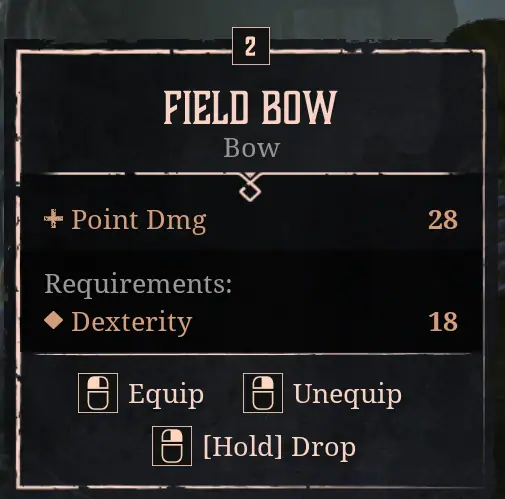 2
FIELD BOW
Bow
Point Dmg 28
Requirements:
Dexterity 18
Equip Unequip
[Hold] Drop